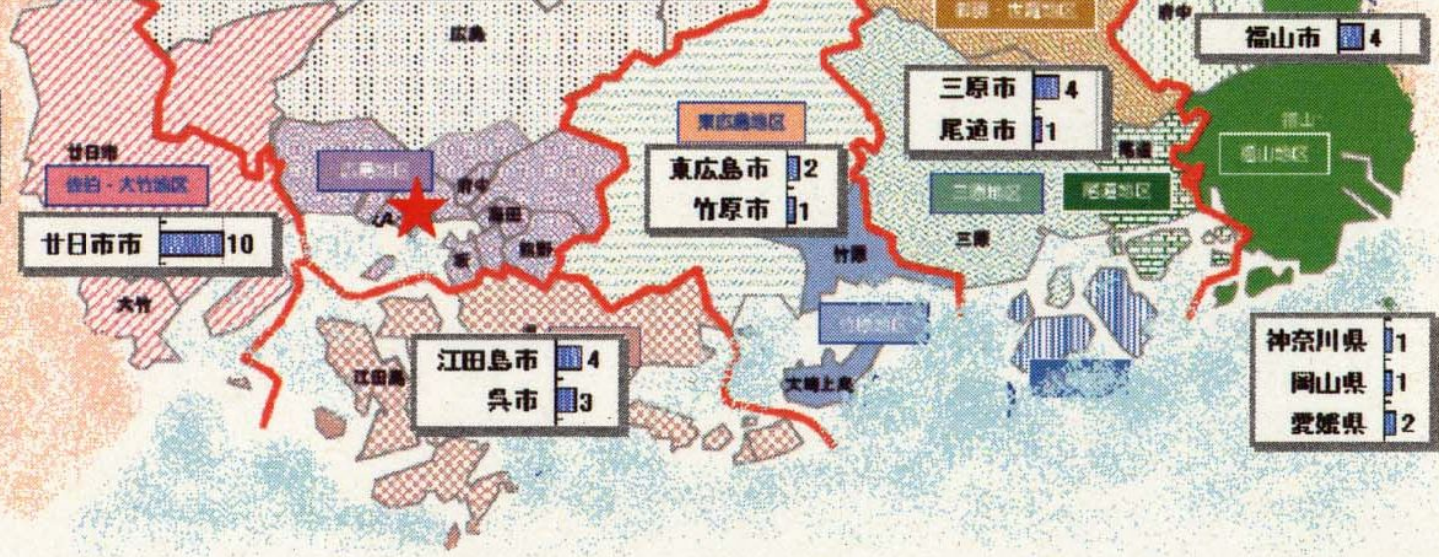 広島
府中
福山市 4
三原市 4
尾道市 1
東広島地区
廿日市
佐伯・大竹地区
東広島市 2
竹原市 1
府中
海田
熊野
坂
尾道
三原地区
尾道地区
福山
福山地区
三原
竹原
廿日市市 10
大竹
江田島市 4
呉市 3
江田島
竹原地区
大崎上島
神奈川県 1
岡山県 1
愛媛県 2